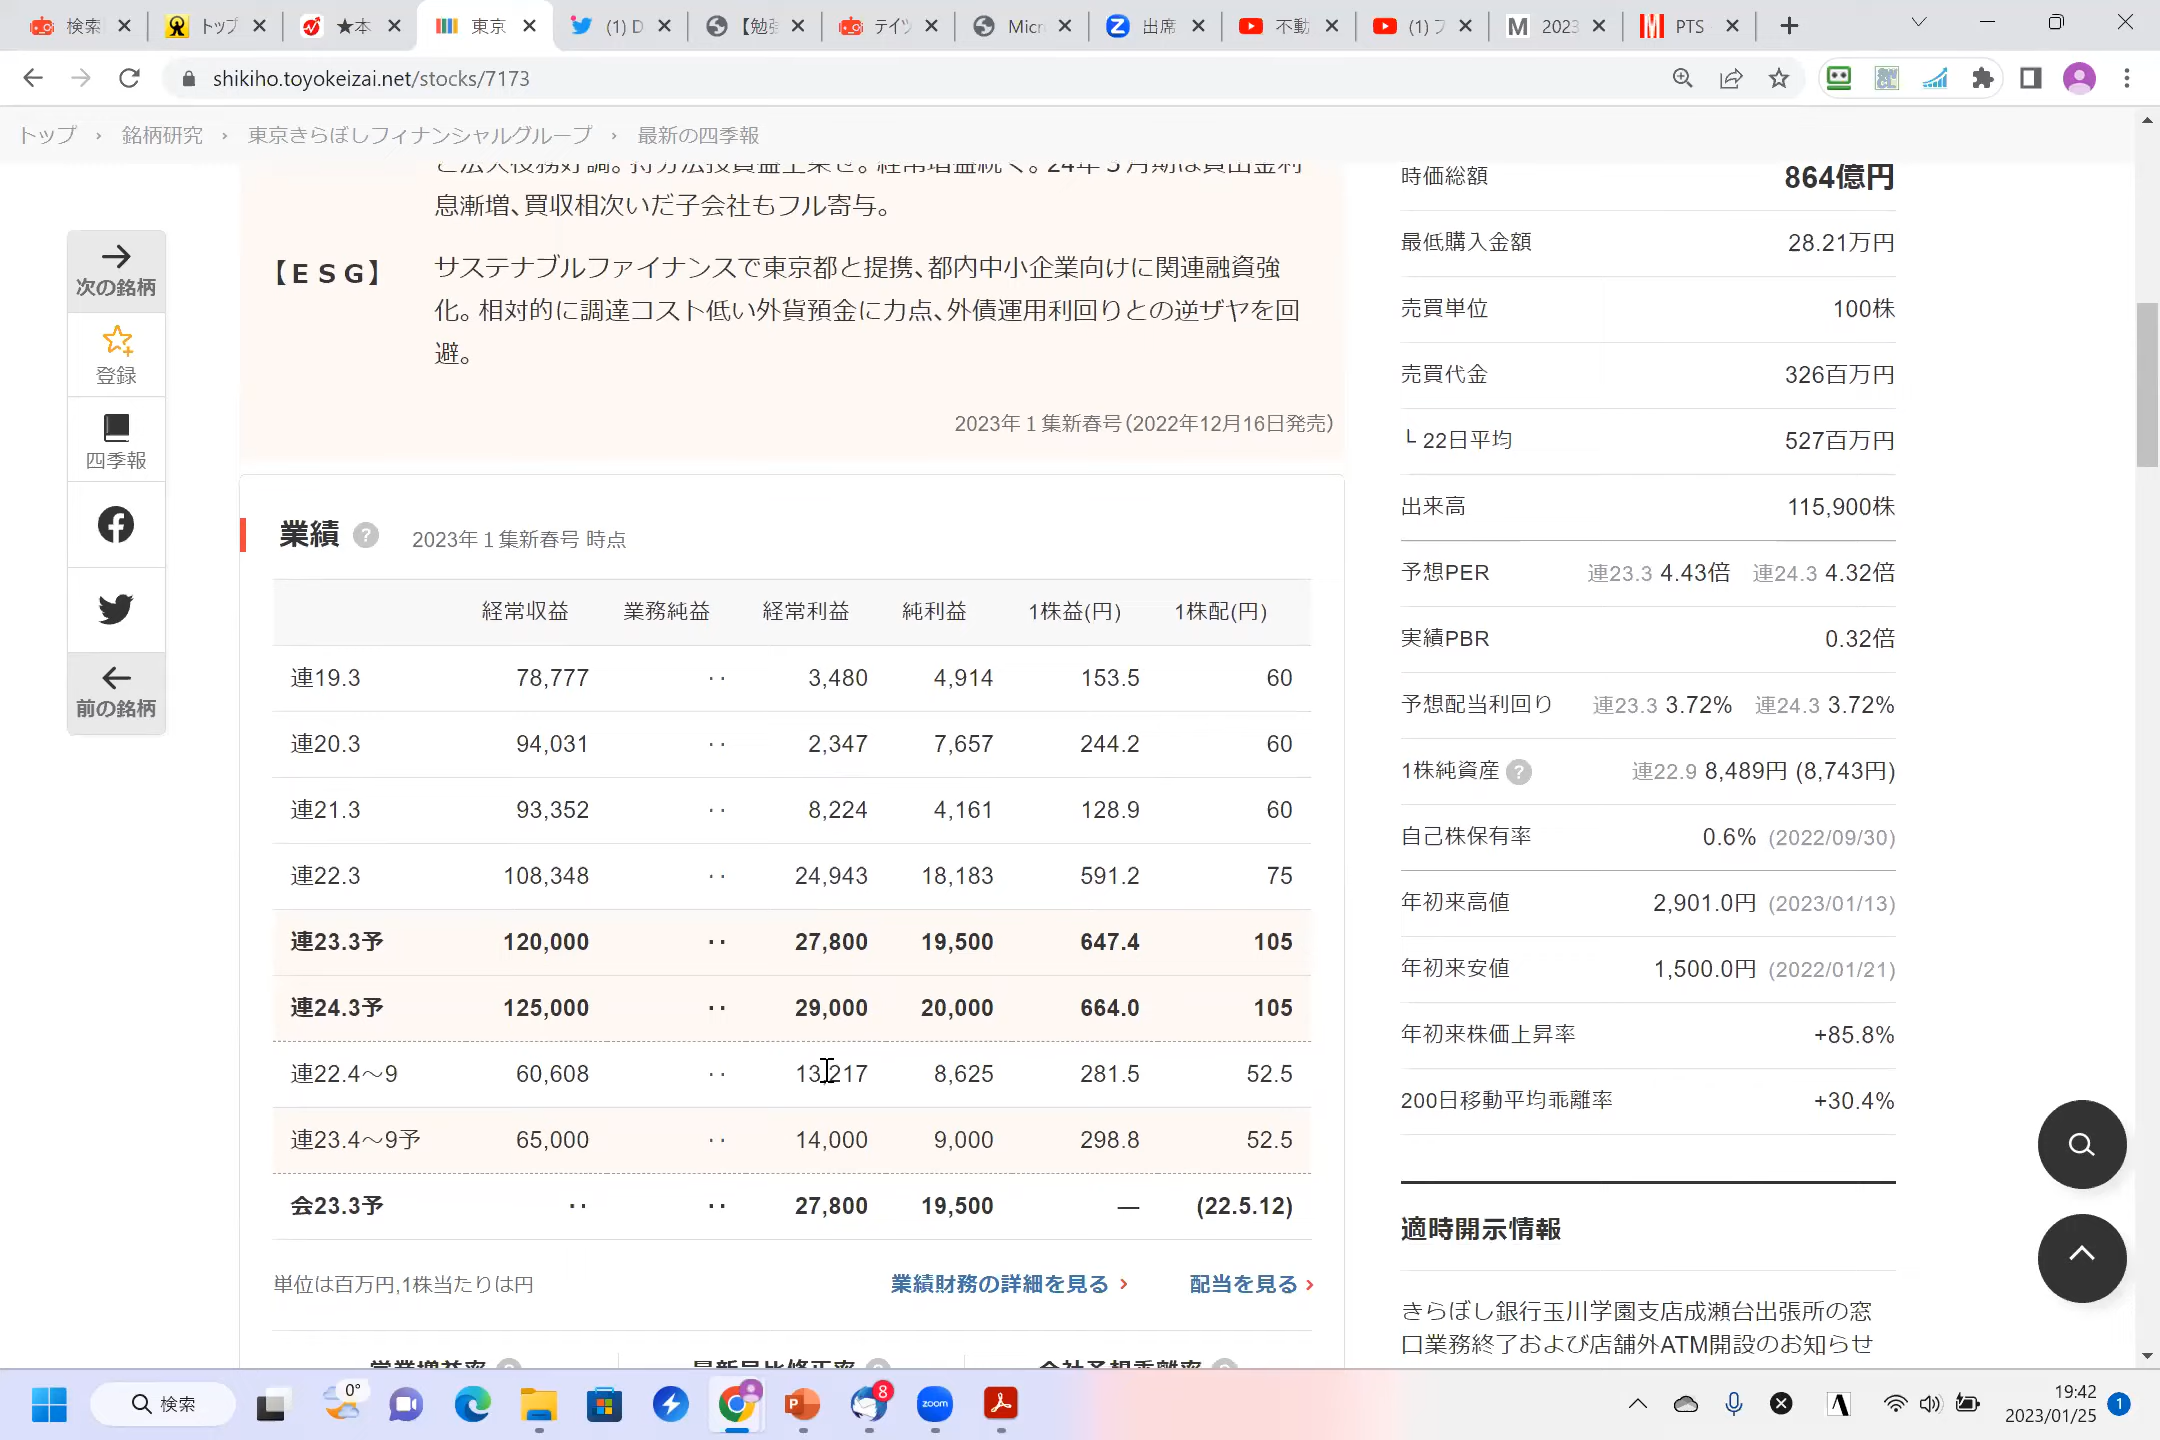 検索
トップ
★本
東京
(1) D
【勉強
テイツ
Micr
出席
不動
(1) フ
2023
PTS
shikiho.toyokeizai.net/stocks/7173
トップ › 銘柄研究 › 東京きらぼしフィナンシャルグループ › 最新の四季報
息漸増、買収相次いだ子会社もフル寄与。
【ESG】 サステナブルファイナンスで東京都と提携、都内中小企業向けに関連融資強
化。相対的に調達コスト低い外貨預金に力点、外債運用利回りとの逆ザヤを回
避。
2023年1集新春号(2022年12月16日発売)
次の銘柄
登録
四季報
前の銘柄
業績 ? 2023年1集新春号 時点
経常収益 業務純益 経常利益 純利益 1株益(円) 1株配(円)
連19.3 78,777 ‥ 3,480 4,914 153.5 60
連20.3 94,031 ‥ 2,347 7,657 244.2 60
連21.3 93,352 ‥ 8,224 4,161 128.9 60
連22.3 108,348 ‥ 24,943 18,183 591.2 75
連23.3予 120,000 ‥ 27,800 19,500 647.4 105
連24.3予 125,000 ‥ 29,000 20,000 664.0 105
連22.4～9 60,608 ‥ 13,217 8,625 281.5 52.5
連23.4～9予 65,000 ‥ 14,000 9,000 298.8 52.5
会23.3予 ‥ ‥ 27,800 19,500 — (22.5.12)
単位は百万円,1株当たりは円 業績財務の詳細を見る › 配当を見る ›
時価総額 864億円
最低購入金額 28.21万円
売買単位 100株
売買代金 326百万円
└ 22日平均 527百万円
出来高 115,900株
予想PER 連23.3 4.43倍 連24.3 4.32倍
実績PBR 0.32倍
予想配当利回り 連23.3 3.72% 連24.3 3.72%
1株純資産 ? 連22.9 8,489円 (8,743円)
自己株保有率 0.6% (2022/09/30)
年初来高値 2,901.0円 (2023/01/13)
年初来安値 1,500.0円 (2022/01/21)
年初来株価上昇率 +85.8%
200日移動平均乖離率 +30.4%
適時開示情報
きらぼし銀行玉川学園支店成瀬台出張所の窓
口業務終了および店舗外ATM開設のお知らせ
検索
0°
8
zoom
A
19:42
2023/01/25
1